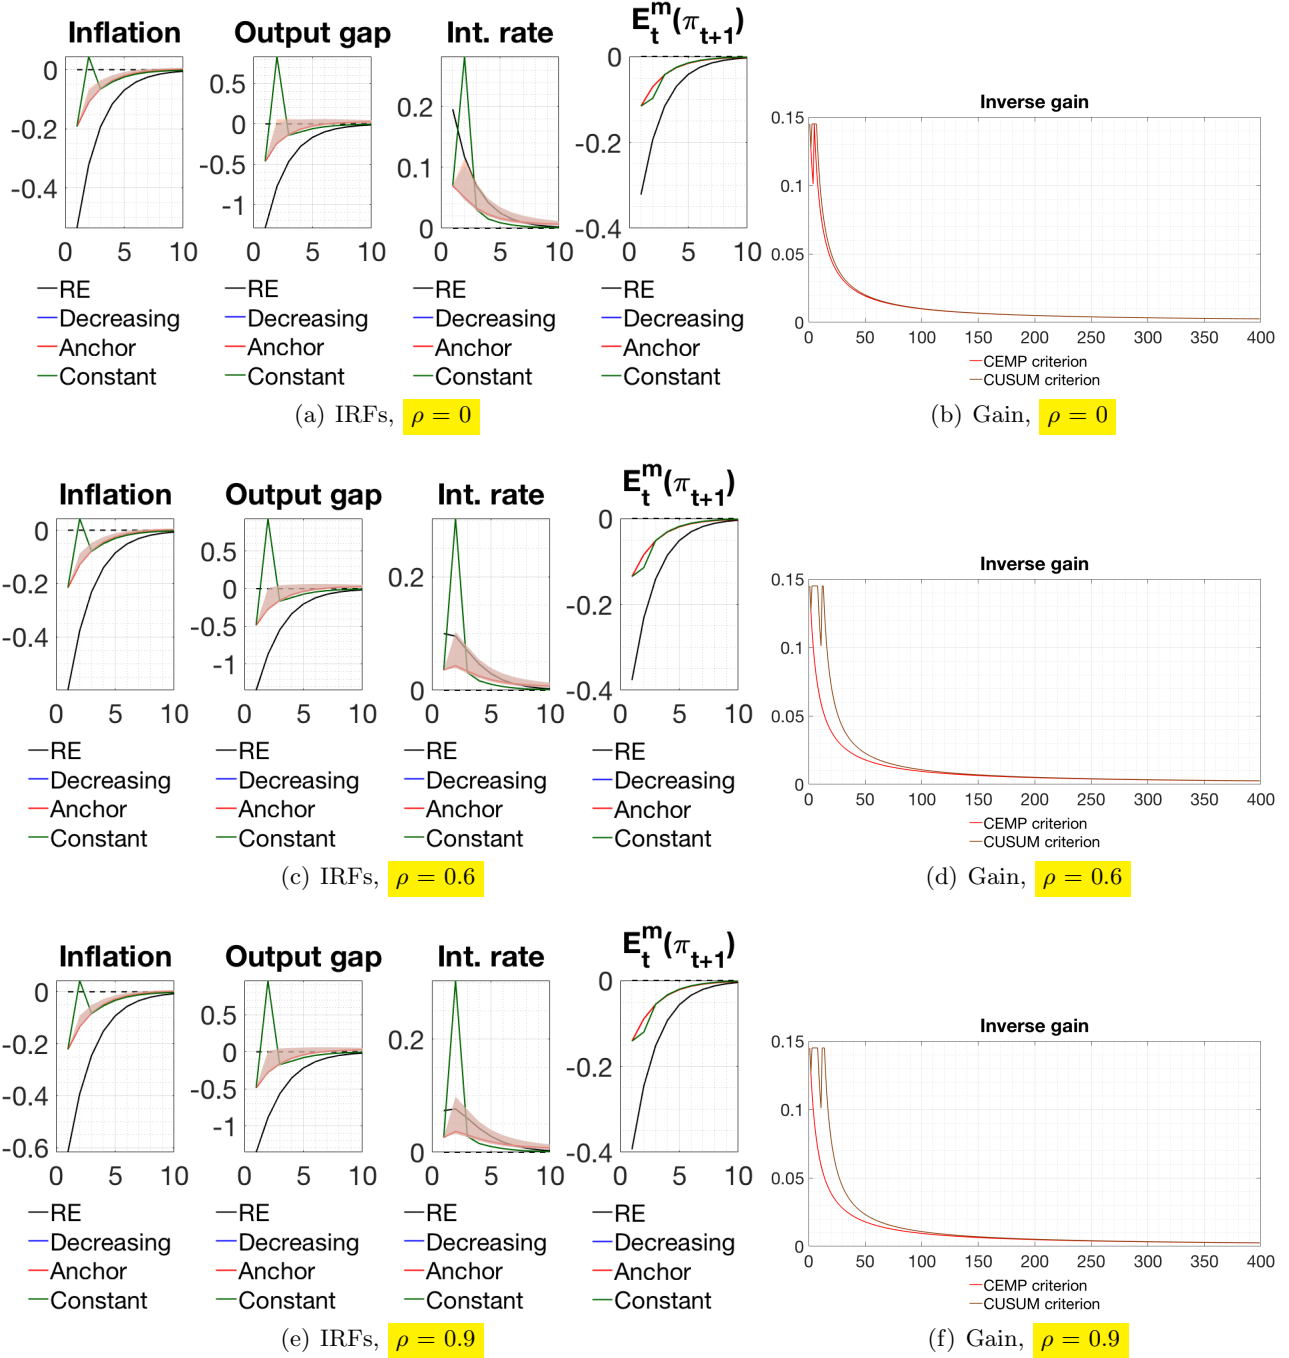 Inflation
Output gap
Int. rate
E_t^m(π_{t+1})
0
-0.2
-0.4
0 5 10
0.5
0
-0.5
-1
0 5 10
0.2
0.1
0
0 5 10
0
-0.2
-0.4
0 5 10
RE
Decreasing
Anchor
Constant
RE
Decreasing
Anchor
Constant
RE
Decreasing
Anchor
Constant
RE
Decreasing
Anchor
Constant
(a) IRFs, ρ = 0
Inverse gain
0.15
0.1
0.05
0
0 50 100 150 200 250 300 350 400
CEMP criterion
CUSUM criterion
(b) Gain, ρ = 0
Inflation
Output gap
Int. rate
E_t^m(π_{t+1})
0
-0.2
-0.4
0 5 10
0.5
0
-0.5
-1
0 5 10
0.2
0
0 5 10
0
-0.2
-0.4
0 5 10
RE
Decreasing
Anchor
Constant
RE
Decreasing
Anchor
Constant
RE
Decreasing
Anchor
Constant
RE
Decreasing
Anchor
Constant
(c) IRFs, ρ = 0.6
Inverse gain
0.15
0.1
0.05
0
0 50 100 150 200 250 300 350 400
CEMP criterion
CUSUM criterion
(d) Gain, ρ = 0.6
Inflation
Output gap
Int. rate
E_t^m(π_{t+1})
0
-0.2
-0.4
-0.6
0 5 10
0.5
0
-0.5
-1
0 5 10
0.2
0
0 5 10
0
-0.2
-0.4
0 5 10
RE
Decreasing
Anchor
Constant
RE
Decreasing
Anchor
Constant
RE
Decreasing
Anchor
Constant
RE
Decreasing
Anchor
Constant
(e) IRFs, ρ = 0.9
Inverse gain
0.15
0.1
0.05
0
0 50 100 150 200 250 300 350 400
CEMP criterion
CUSUM criterion
(f) Gain, ρ = 0.9